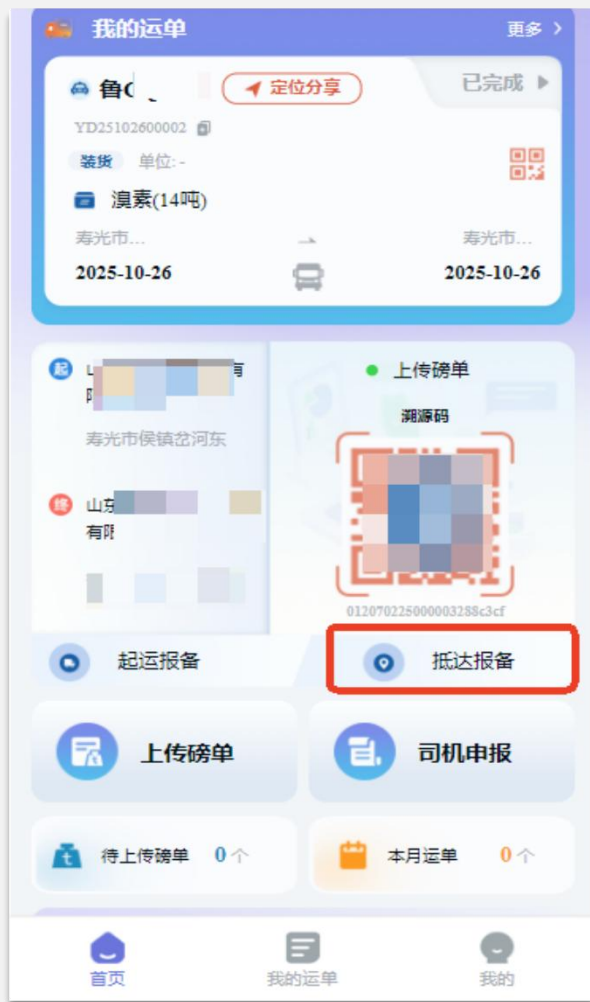 我的运单
更多 >
鲁
定位分享
已完成
YD25102600002
装货 单位:-
溴素(14吨)
寿光市...
寿光市...
2025-10-26
2025-10-26
起
有
寿光市侯镇岔河东
终 山东
有限
上传磅单
溯源码
012070225000003288c3cf
起运报备
抵达报备
上传磅单
司机申报
待上传磅单 0个
本月运单 0个
首页
我的运单
我的